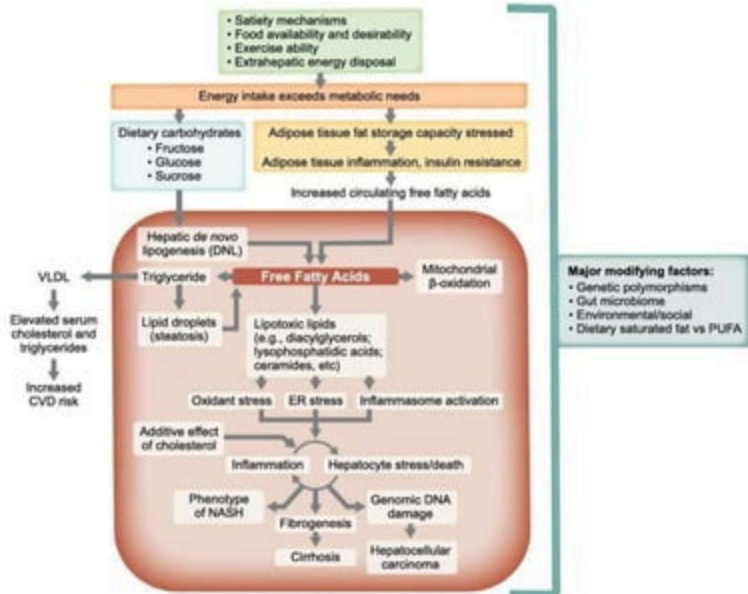 • Satiety mechanisms
• Food availability and desirability
• Exercise ability
• Extrahepatic energy disposal
Energy intake exceeds metabolic needs
Dietary carbohydrates
• Fructose
• Glucose
• Sucrose
Adipose tissue fat storage capacity stressed
Adipose tissue inflammation, insulin resistance
Increased circulating free fatty acids
Hepatic de novo
lipogenesis (DNL)
VLDL
Triglyceride
Free Fatty Acids
Mitochondrial
β-oxidation
Elevated serum
cholesterol and
triglycerides
Lipid droplets
(steatosis)
Lipotoxic lipids
(e.g., diacylglycerols;
lysophosphatidic acids;
ceramides, etc)
Increased
CVD risk
Oxidant stress
ER stress
Inflammasome activation
Additive effect
of cholesterol
Inflammation
Hepatocyte stress/death
Phenotype
of NASH
Fibrogenesis
Genomic DNA
damage
Cirrhosis
Hepatocellular
carcinoma
Major modifying factors:
• Genetic polymorphisms
• Gut microbiome
• Environmental/social
• Dietary saturated fat vs PUFA